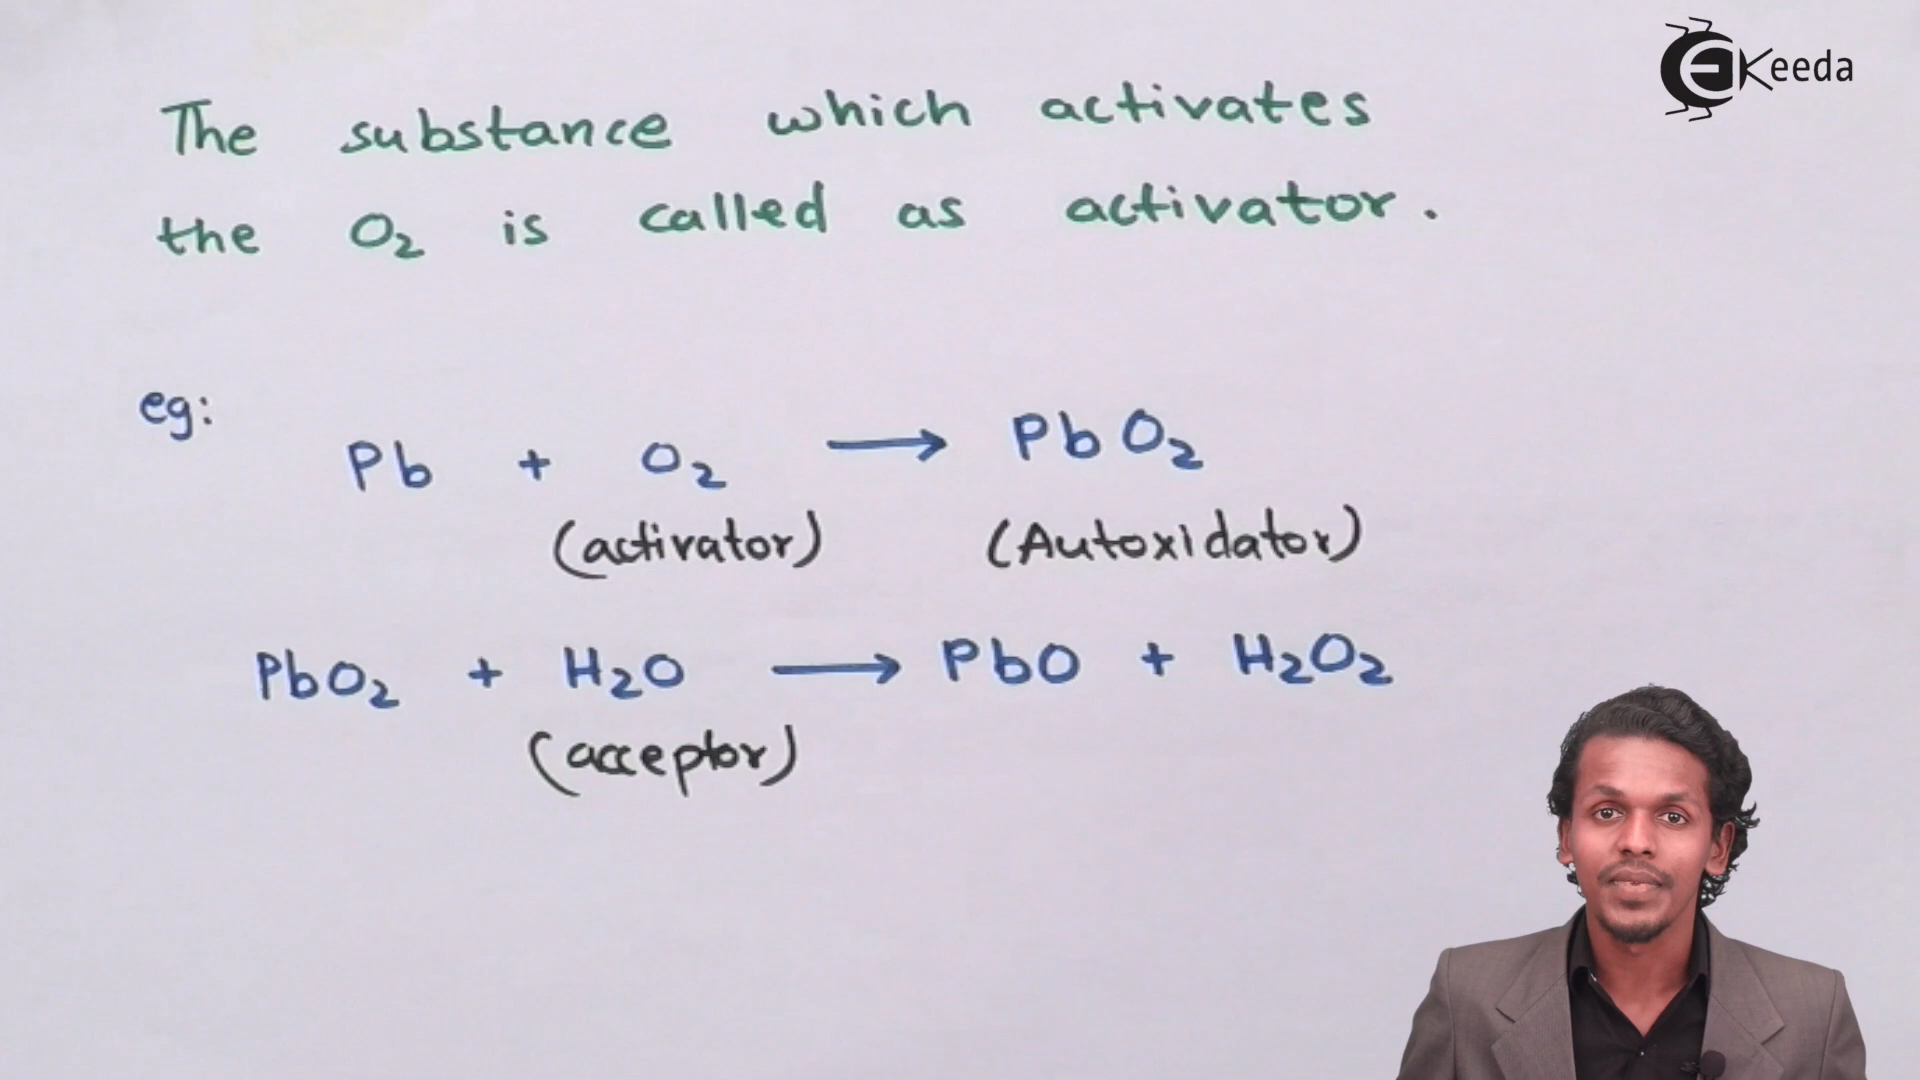 EKeeda
The substance which activates
the O₂ is called as activator.
eg:
Pb + O₂ ⟶ PbO₂
(activator) (Autoxidator)
PbO₂ + H₂O ⟶ PbO + H₂O₂
(acceptor)